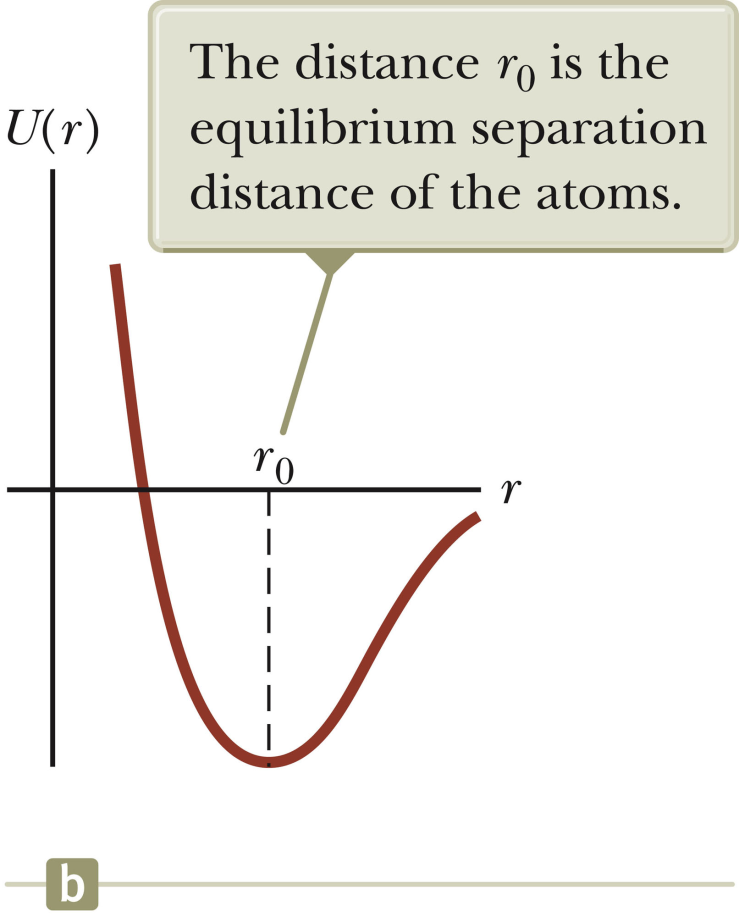 The distance r₀ is the
equilibrium separation
distance of the atoms.
U(r)
r₀
r
b